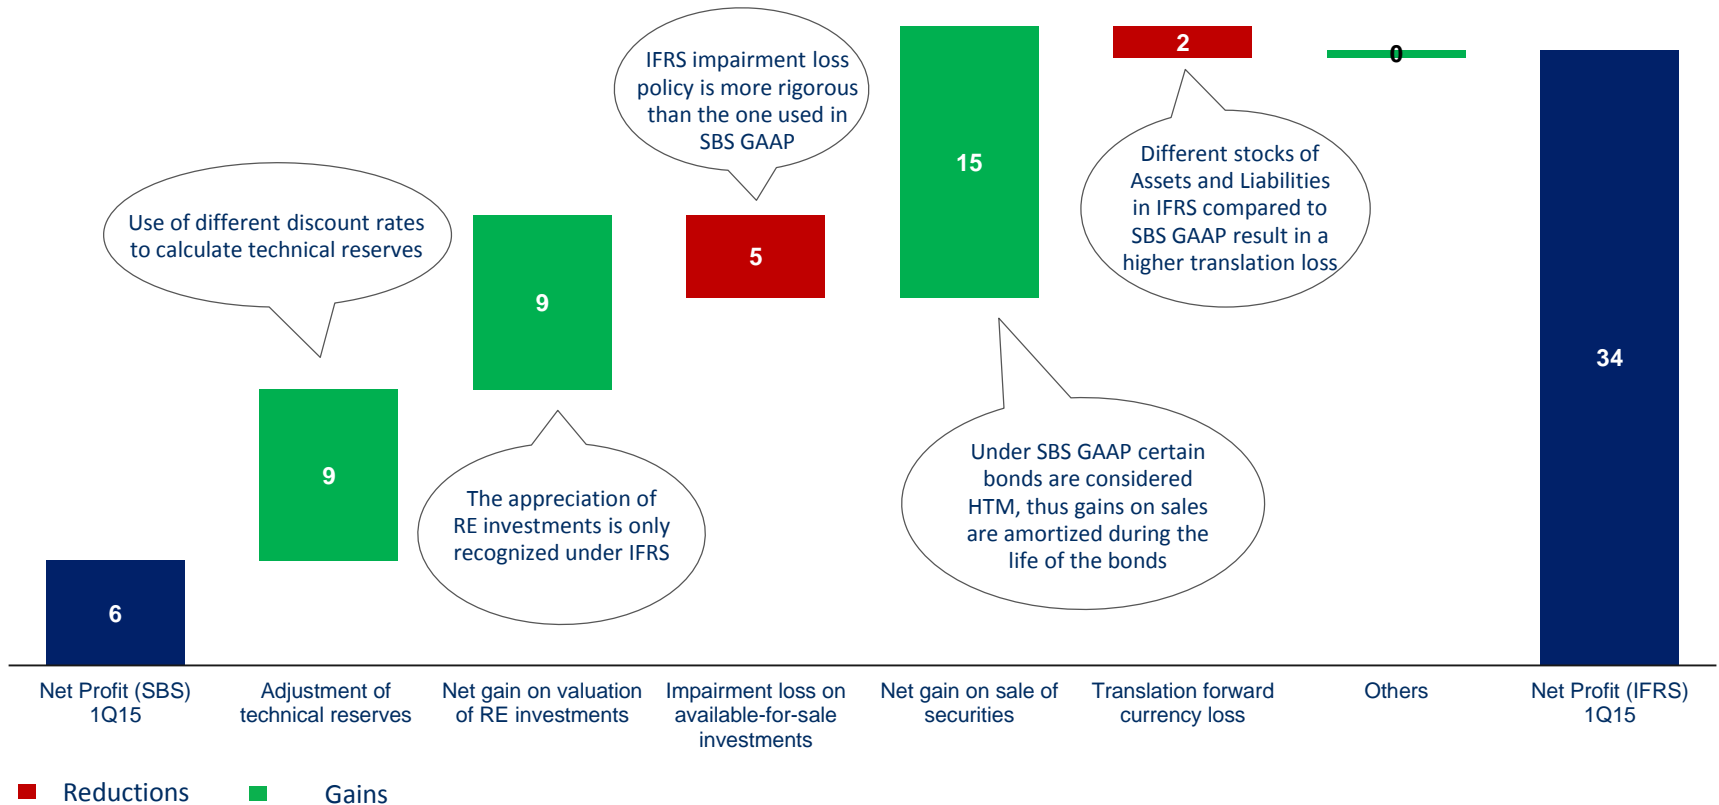 2
0
IFRS impairment loss
policy is more rigorous
than the one used in
SBS GAAP
15
Different stocks of
Assets and Liabilities
in IFRS compared to
SBS GAAP result in a
higher translation loss
Use of different discount rates
to calculate technical reserves
5
9
34
9
The appreciation of
RE investments is only
recognized under IFRS
Under SBS GAAP certain
bonds are considered
HTM, thus gains on sales
are amortized during the
life of the bonds
6
Net Profit (SBS)
1Q15
Adjustment of
technical reserves
Net gain on valuation
of RE investments
Impairment loss on
available-for-sale
investments
Net gain on sale of
securities
Translation forward
currency loss
Others
Net Profit (IFRS)
1Q15
Reductions
Gains